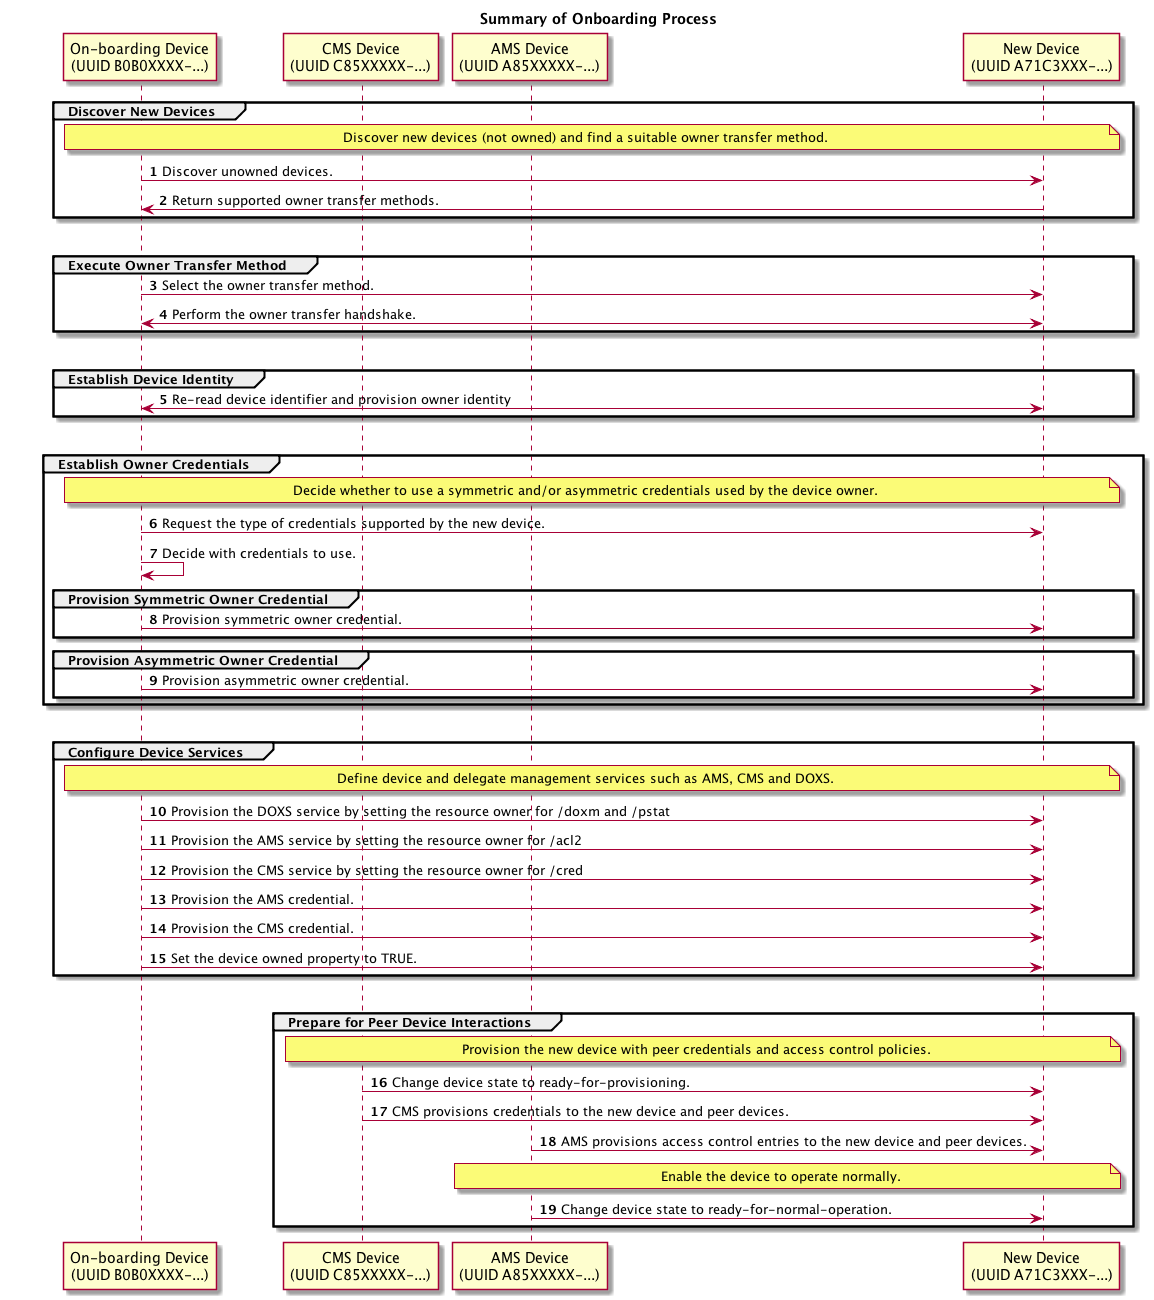 Summary of Onboarding Process
On-boarding Device
(UUID B0B0XXXX-...)
CMS Device
(UUID C85XXXXX-...)
AMS Device
(UUID A85XXXXX-...)
New Device
(UUID A71C3XXX-...)
Discover New Devices
Discover new devices (not owned) and find a suitable owner transfer method.
1 Discover unowned devices.
2 Return supported owner transfer methods.
Execute Owner Transfer Method
3 Select the owner transfer method.
4 Perform the owner transfer handshake.
Establish Device Identity
5 Re-read device identifier and provision owner identity
Establish Owner Credentials
Decide whether to use a symmetric and/or asymmetric credentials used by the device owner.
6 Request the type of credentials supported by the new device.
7 Decide with credentials to use.
Provision Symmetric Owner Credential
8 Provision symmetric owner credential.
Provision Asymmetric Owner Credential
9 Provision asymmetric owner credential.
Configure Device Services
Define device and delegate management services such as AMS, CMS and DOXS.
10 Provision the DOXS service by setting the resource owner for /doxm and /pstat
11 Provision the AMS service by setting the resource owner for /acl2
12 Provision the CMS service by setting the resource owner for /cred
13 Provision the AMS credential.
14 Provision the CMS credential.
15 Set the device owned property to TRUE.
Prepare for Peer Device Interactions
Provision the new device with peer credentials and access control policies.
16 Change device state to ready-for-provisioning.
17 CMS provisions credentials to the new device and peer devices.
18 AMS provisions access control entries to the new device and peer devices.
Enable the device to operate normally.
19 Change device state to ready-for-normal-operation.
On-boarding Device
(UUID B0B0XXXX-...)
CMS Device
(UUID C85XXXXX-...)
AMS Device
(UUID A85XXXXX-...)
New Device
(UUID A71C3XXX-...)